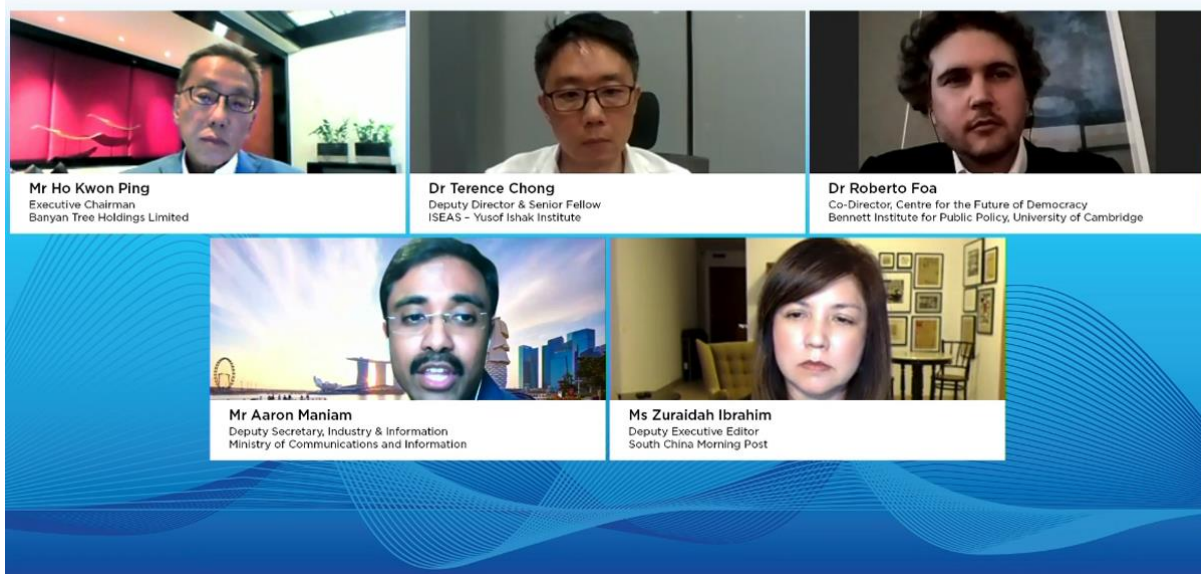 Mr Ho Kwon Ping
Executive Chairman
Banyan Tree Holdings Limited
Dr Terence Chong
Deputy Director & Senior Fellow
ISEAS – Yusof Ishak Institute
Dr Roberto Foa
Co-Director, Centre for the Future of Democracy
Bennett Institute for Public Policy, University of Cambridge
Mr Aaron Maniam
Deputy Secretary, Industry & Information
Ministry of Communications and Information
Ms Zuraidah Ibrahim
Deputy Executive Editor
South China Morning Post